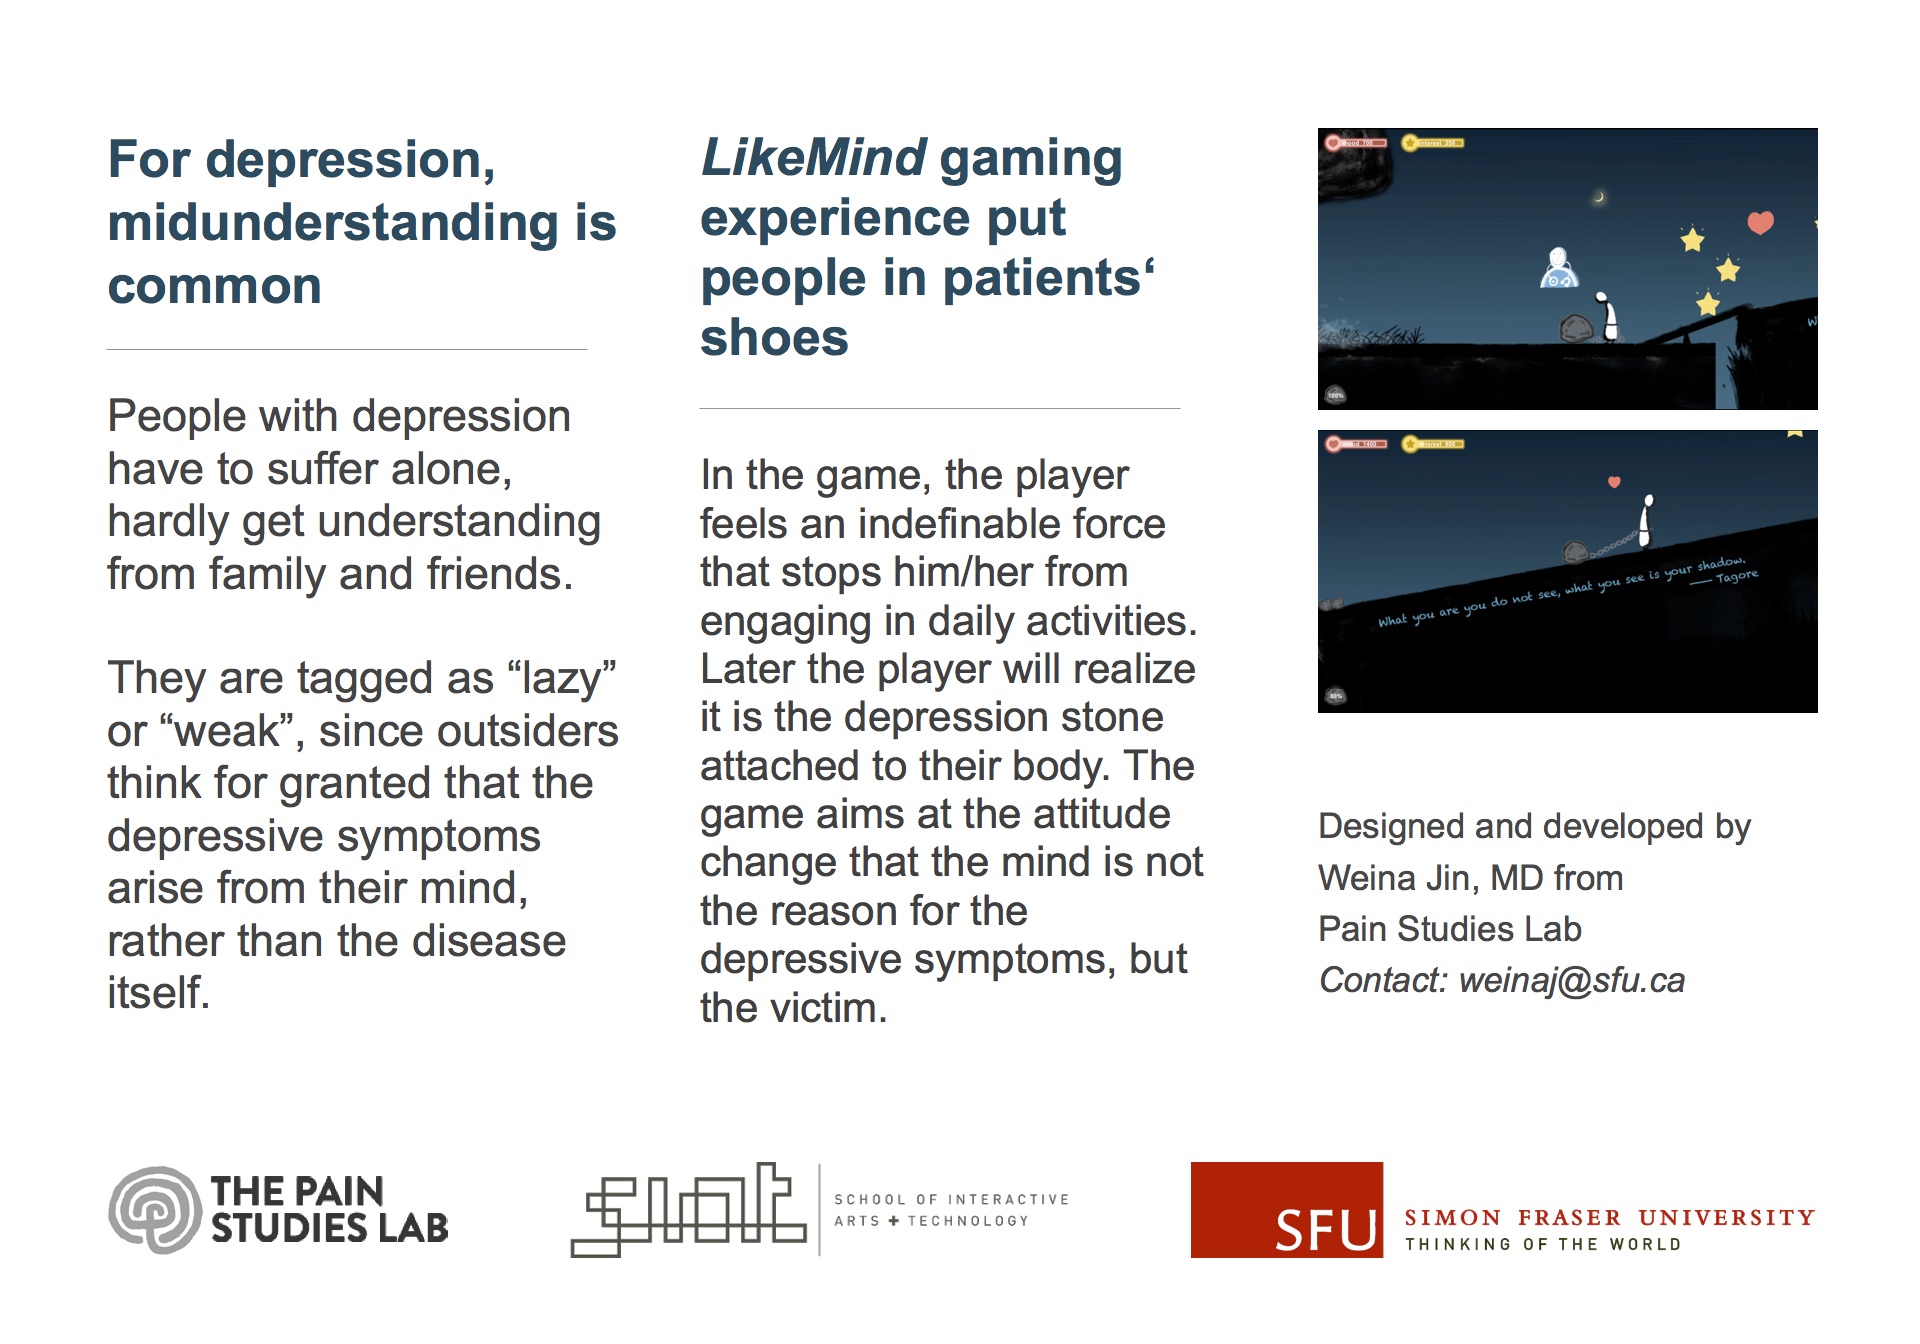 For depression,
midunderstanding is
common
People with depression
have to suffer alone,
hardly get understanding
from family and friends.
They are tagged as “lazy”
or “weak”, since outsiders
think for granted that the
depressive symptoms
arise from their mind,
rather than the disease
itself.
LikeMind gaming
experience put
people in patients‘
shoes
In the game, the player
feels an indefinable force
that stops him/her from
engaging in daily activities.
Later the player will realize
it is the depression stone
attached to their body. The
game aims at the attitude
change that the mind is not
the reason for the
depressive symptoms, but
the victim.
100%
What you are you do not see, what you see is your shadow.
—— Tagore
80%
Designed and developed by
Weina Jin, MD from
Pain Studies Lab
Contact: weinaj@sfu.ca
THE PAIN
STUDIES LAB
siat
SCHOOL OF INTERACTIVE
ARTS + TECHNOLOGY
SFU
SIMON FRASER UNIVERSITY
THINKING OF THE WORLD